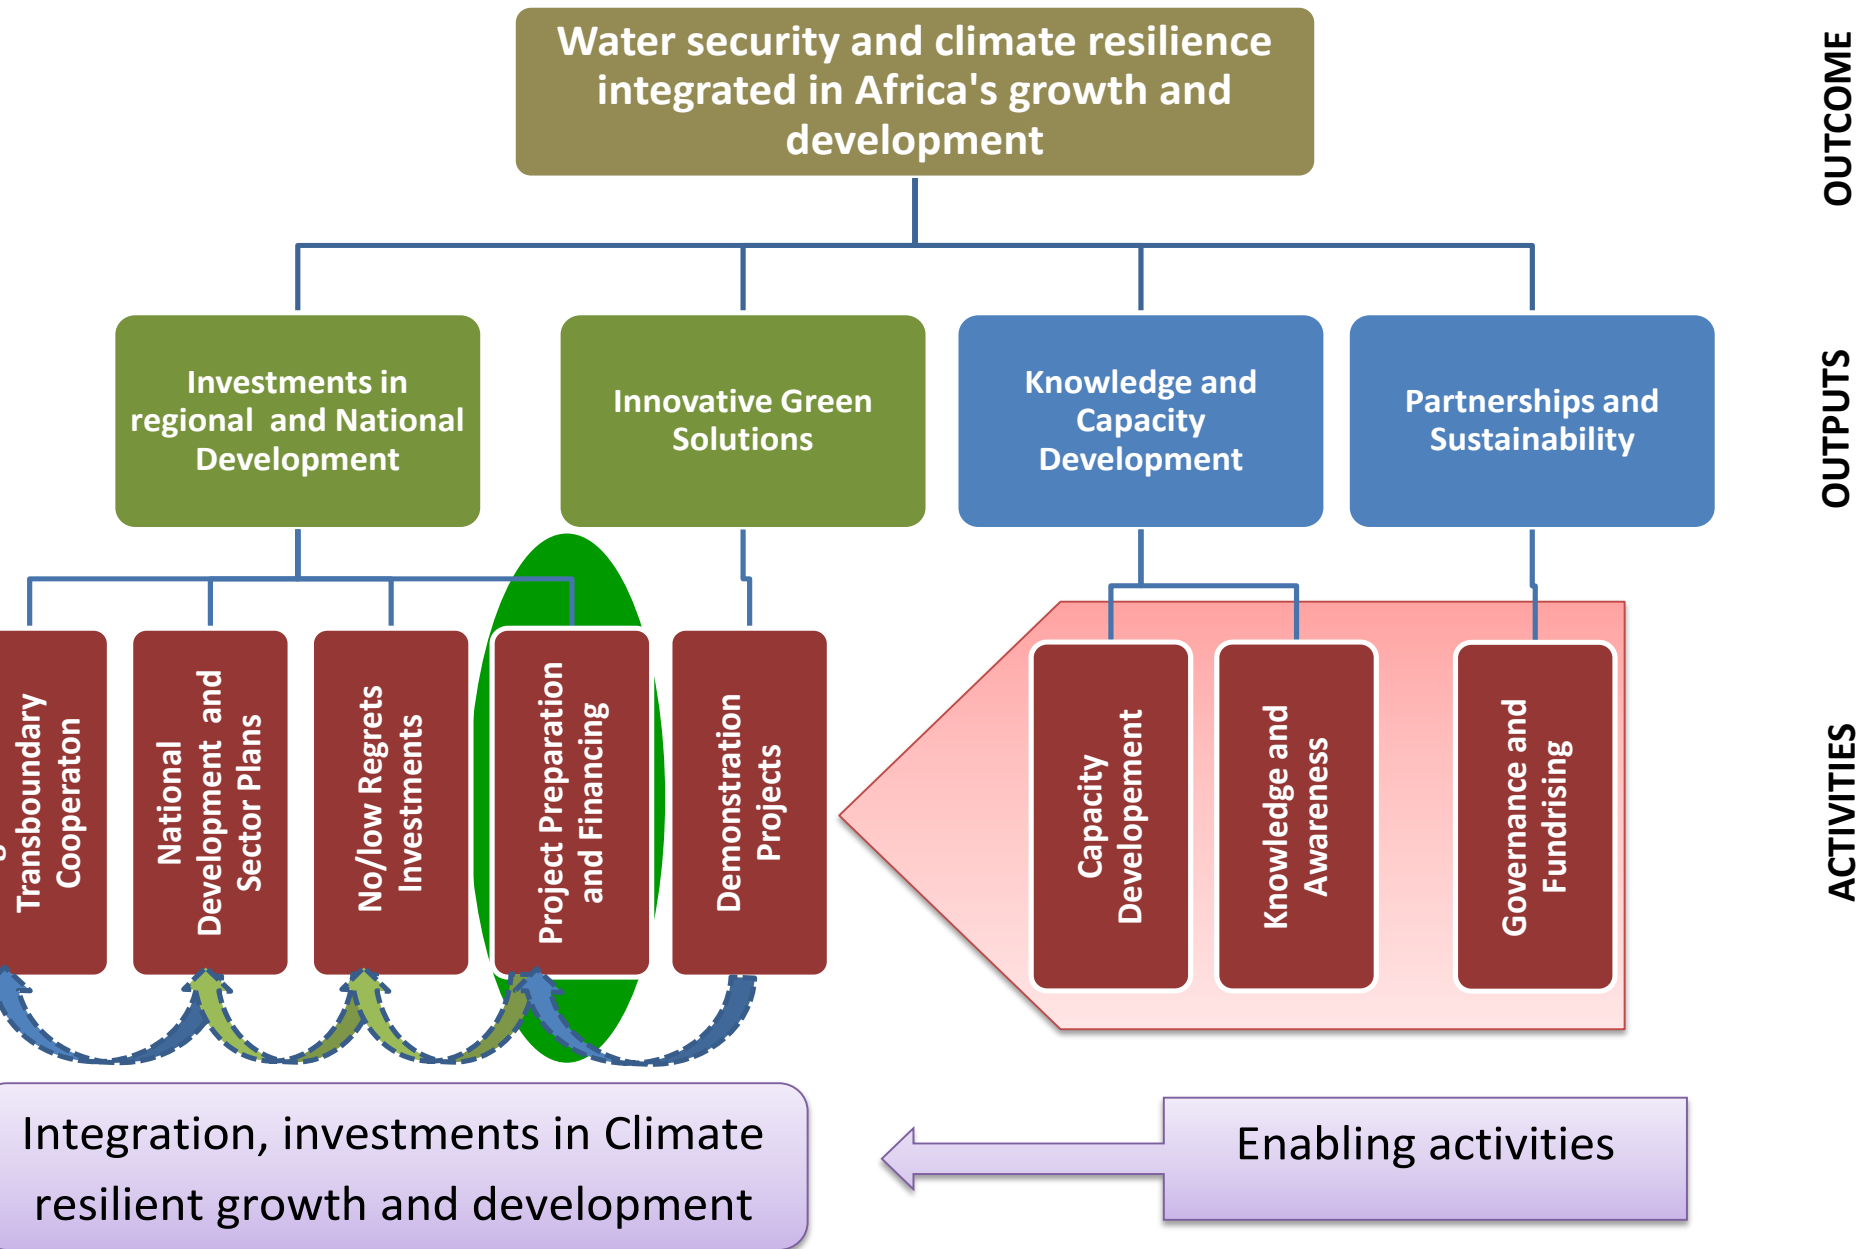 Water security and climate resilience
integrated in Africa's growth and
development
OUTCOME
Investments in
regional and National
Development
Innovative Green
Solutions
Knowledge and
Capacity
Development
Partnerships and
Sustainability
OUTPUTS
Transboundary
Cooperaton
National
Development and
Sector Plans
No/low Regrets
Investments
Project Preparation
and Financing
Demonstration
Projects
Capacity
Developement
Knowledge and
Awareness
Governance and
Fundrising
ACTIVITIES
Integration, investments in Climate
resilient growth and development
Enabling activities